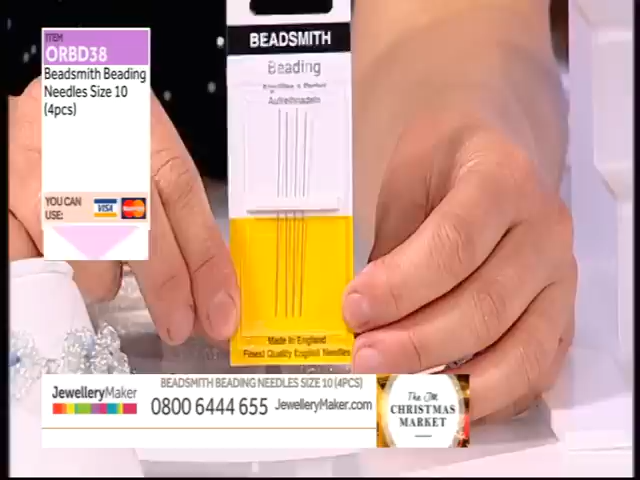 ITEM
ORBD38
Beadsmith Beading
Needles Size 10
(4pcs)
YOU CAN
USE:
VISA
MasterCard
BEADSMITH
Beading
Aufreihnadeln
Made in England
Finest Quality English Needles
JewelleryMaker
BEADSMITH BEADING NEEDLES SIZE 10 (4PCS)
0800 6444 655 JewelleryMaker.com
The JM
CHRISTMAS
MARKET